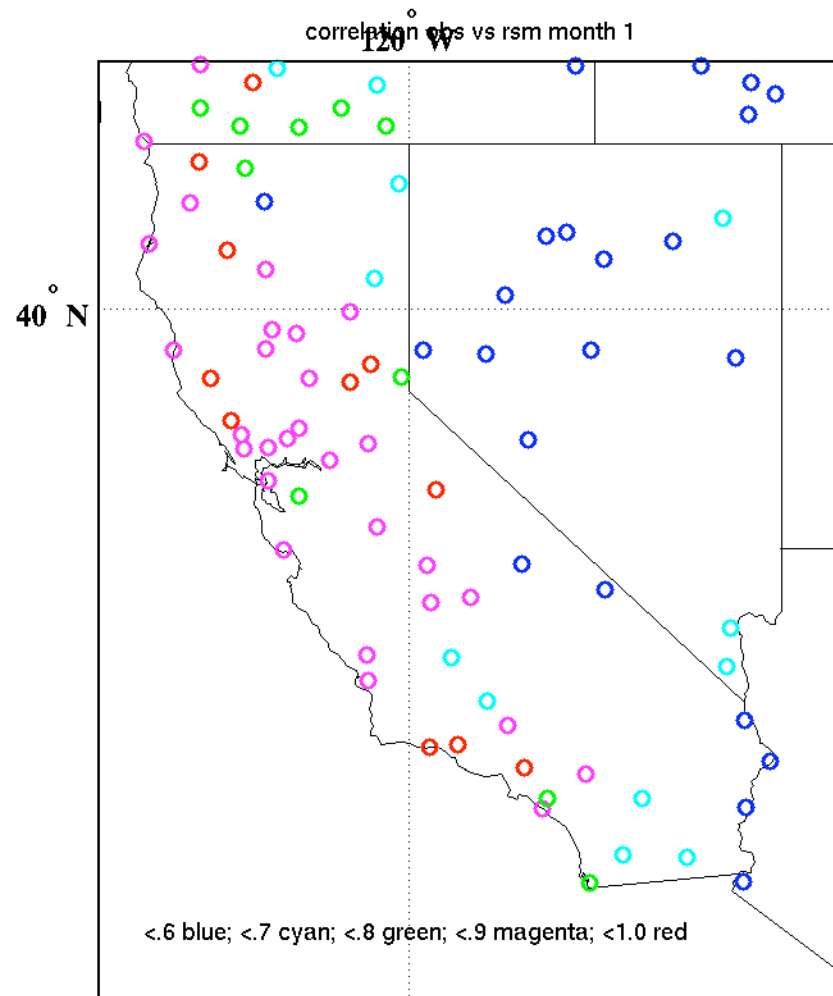 correlation obs vs rsm month 1
120° W
40° N
<.6 blue; <.7 cyan; <.8 green; <.9 magenta; <1.0 red